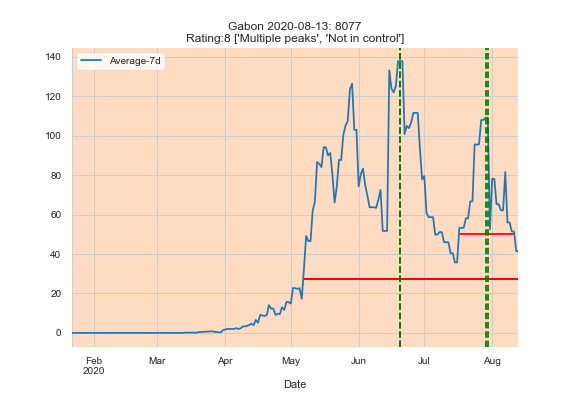 Gabon 2020-08-13: 8077
Rating:8 ['Multiple peaks', 'Not in control']
Average-7d
140
120
100
80
60
40
20
0
Feb
2020
Mar
Apr
May
Jun
Jul
Aug
Date